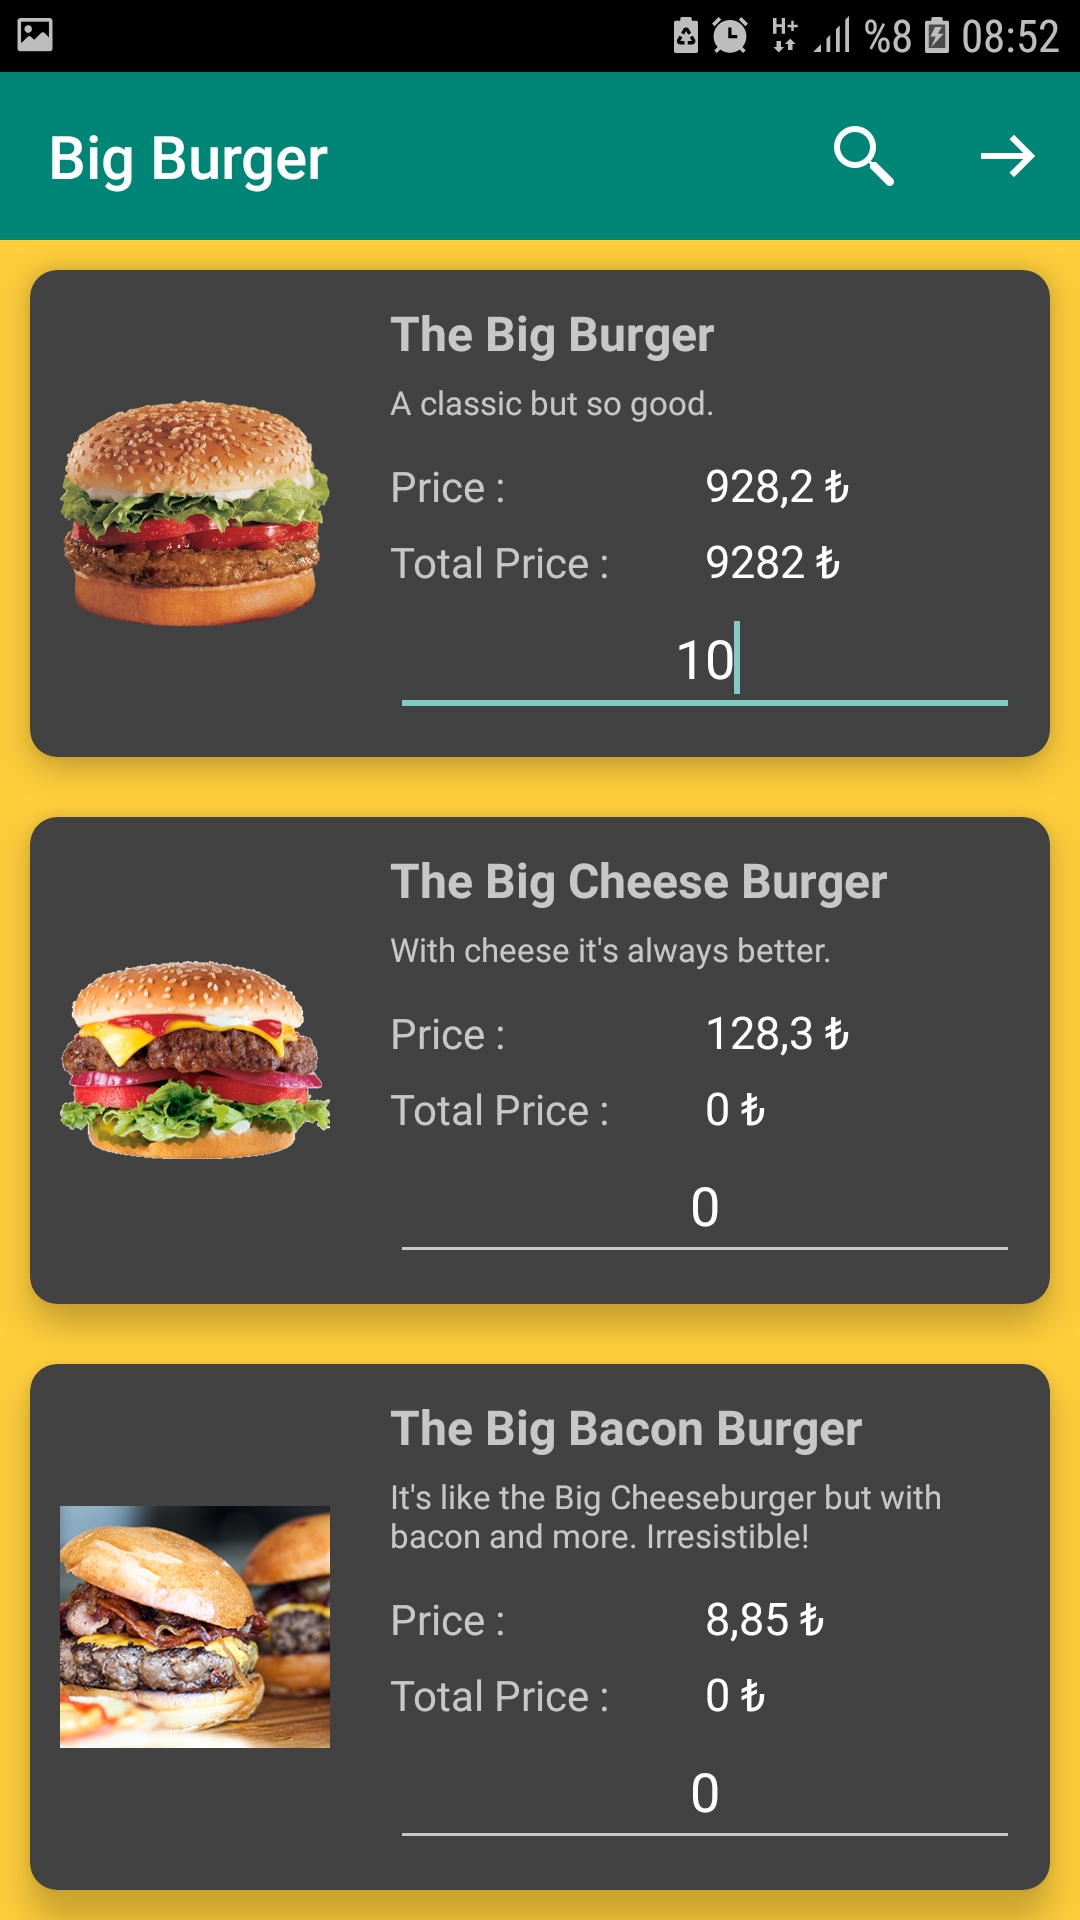 H+ %8 08:52
Big Burger
The Big Burger
A classic but so good.
Price : 928,2 ₺
Total Price : 9282 ₺
10
The Big Cheese Burger
With cheese it's always better.
Price : 128,3 ₺
Total Price : 0 ₺
0
The Big Bacon Burger
It's like the Big Cheeseburger but with
bacon and more. Irresistible!
Price : 8,85 ₺
Total Price : 0 ₺
0